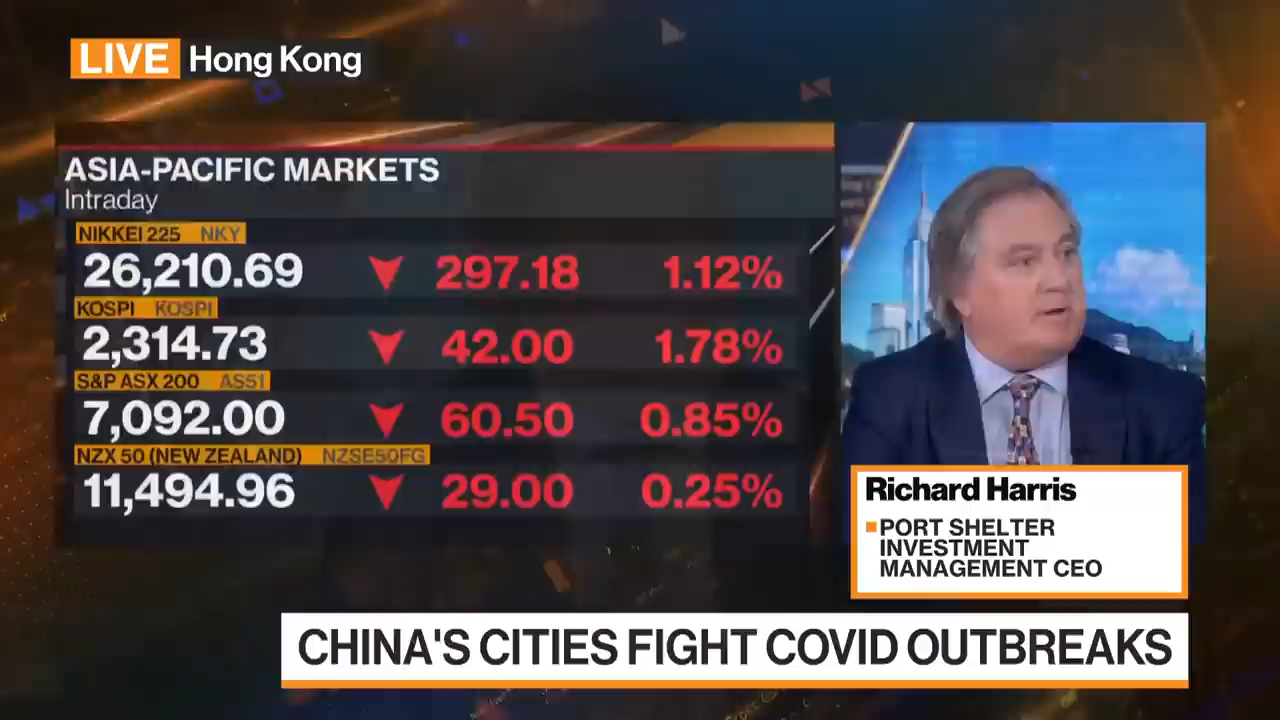 LIVE Hong Kong
ASIA-PACIFIC MARKETS
Intraday
NIKKEI 225 NKY
26,210.69 297.18 1.12%
KOSPI KOSPI
2,314.73 42.00 1.78%
S&P ASX 200 AS51
7,092.00 60.50 0.85%
NZX 50 (NEW ZEALAND) NZSE50FG
11,494.96 29.00 0.25%
Richard Harris
PORT SHELTER
INVESTMENT
MANAGEMENT CEO
CHINA'S CITIES FIGHT COVID OUTBREAKS